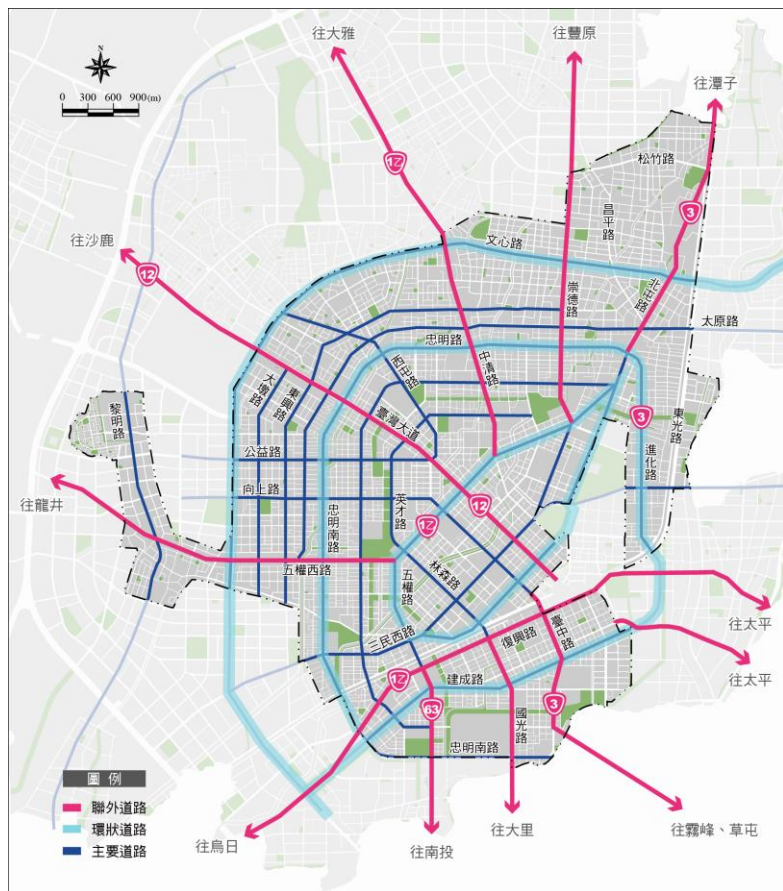 往大雅
往豐原
往潭子
N
0 300 600 900(m)
松竹路
1乙
昌平路
3
往沙鹿
文心路
12
北屯路
崇德路
太原路
忠明路
中清路
西屯路
大墩路
東興路
臺灣大道
3
東光路
黎明路
公益路
進化路
向上路
往龍井
英才路
12
忠明南路
1乙
五權西路
林森路
五權路
臺中路
三民西路
復興路
往太平
1乙
建成路
往太平
63
國光路
3
忠明南路
圖例
聯外道路
環狀道路
主要道路
往烏日
往南投
往大里
往霧峰、草屯